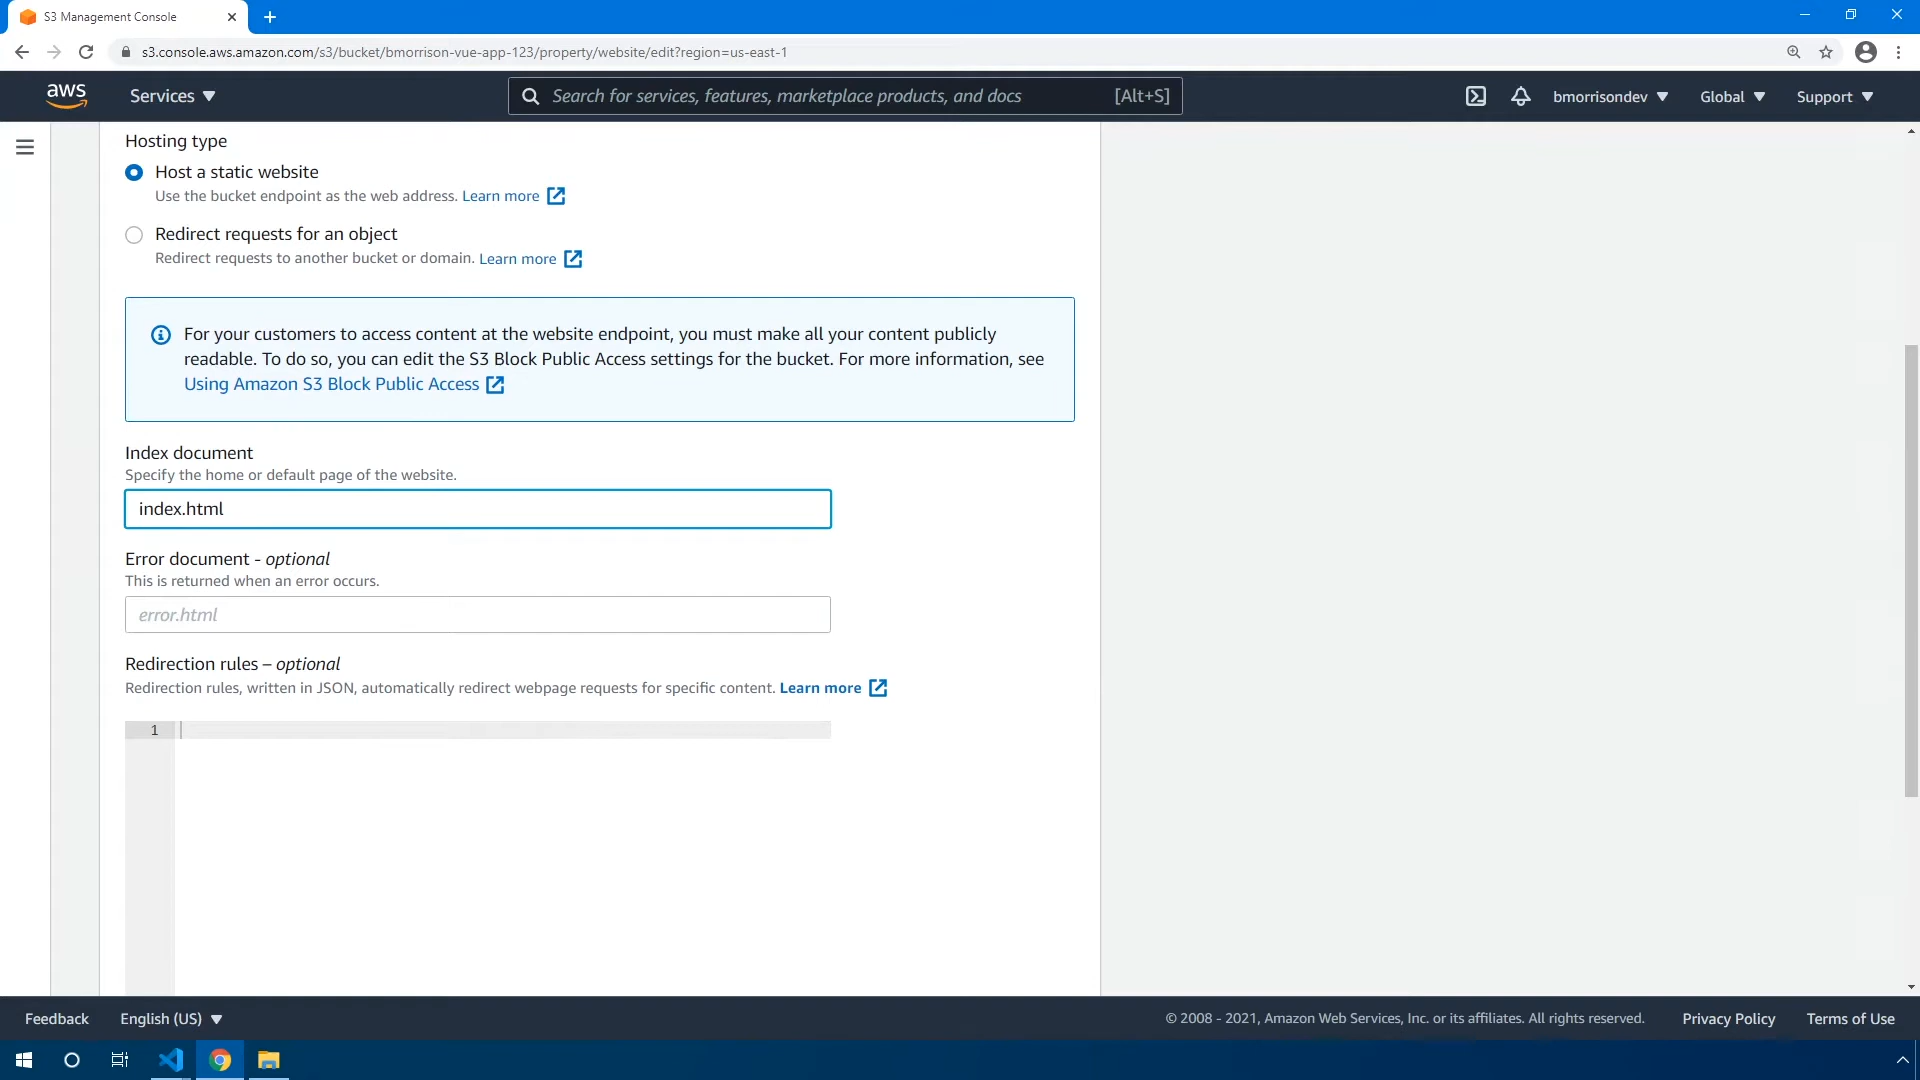 S3 Management Console
s3.console.aws.amazon.com/s3/bucket/bmorrison-vue-app-123/property/website/edit?region=us-east-1
aws
Services
Search for services, features, marketplace products, and docs
[Alt+S]
bmorrisondev
Global
Support
Hosting type
Host a static website
Use the bucket endpoint as the web address. Learn more
Redirect requests for an object
Redirect requests to another bucket or domain. Learn more
For your customers to access content at the website endpoint, you must make all your content publicly
readable. To do so, you can edit the S3 Block Public Access settings for the bucket. For more information, see
Using Amazon S3 Block Public Access
Index document
Specify the home or default page of the website.
index.html
Error document - optional
This is returned when an error occurs.
error.html
Redirection rules – optional
Redirection rules, written in JSON, automatically redirect webpage requests for specific content. Learn more
1
Feedback
English (US)
© 2008 - 2021, Amazon Web Services, Inc. or its affiliates. All rights reserved.
Privacy Policy
Terms of Use